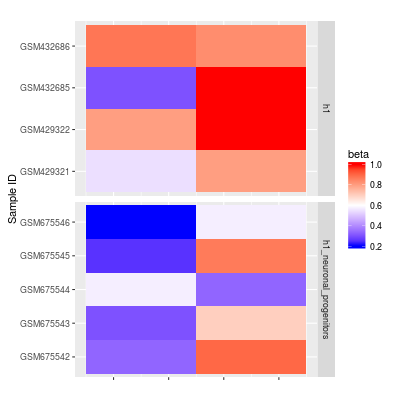 GSM432686
GSM432685
GSM429322
GSM429321
h1
GSM675546
GSM675545
GSM675544
GSM675543
GSM675542
h1_neuronal_progenitors
Sample ID
beta
1.0
0.8
0.6
0.4
0.2